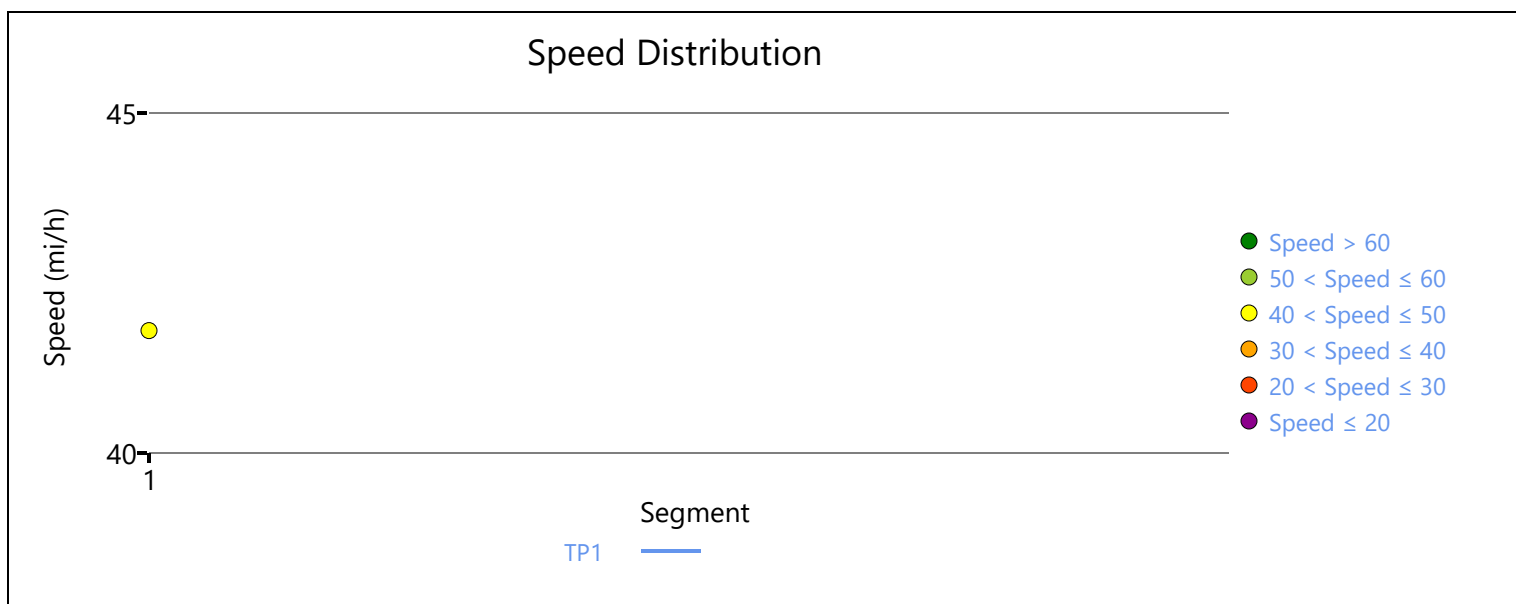 Speed Distribution
45
Speed (mi/h)
40
1
Segment
TP1
Speed > 60
50 < Speed ≤ 60
40 < Speed ≤ 50
30 < Speed ≤ 40
20 < Speed ≤ 30
Speed ≤ 20